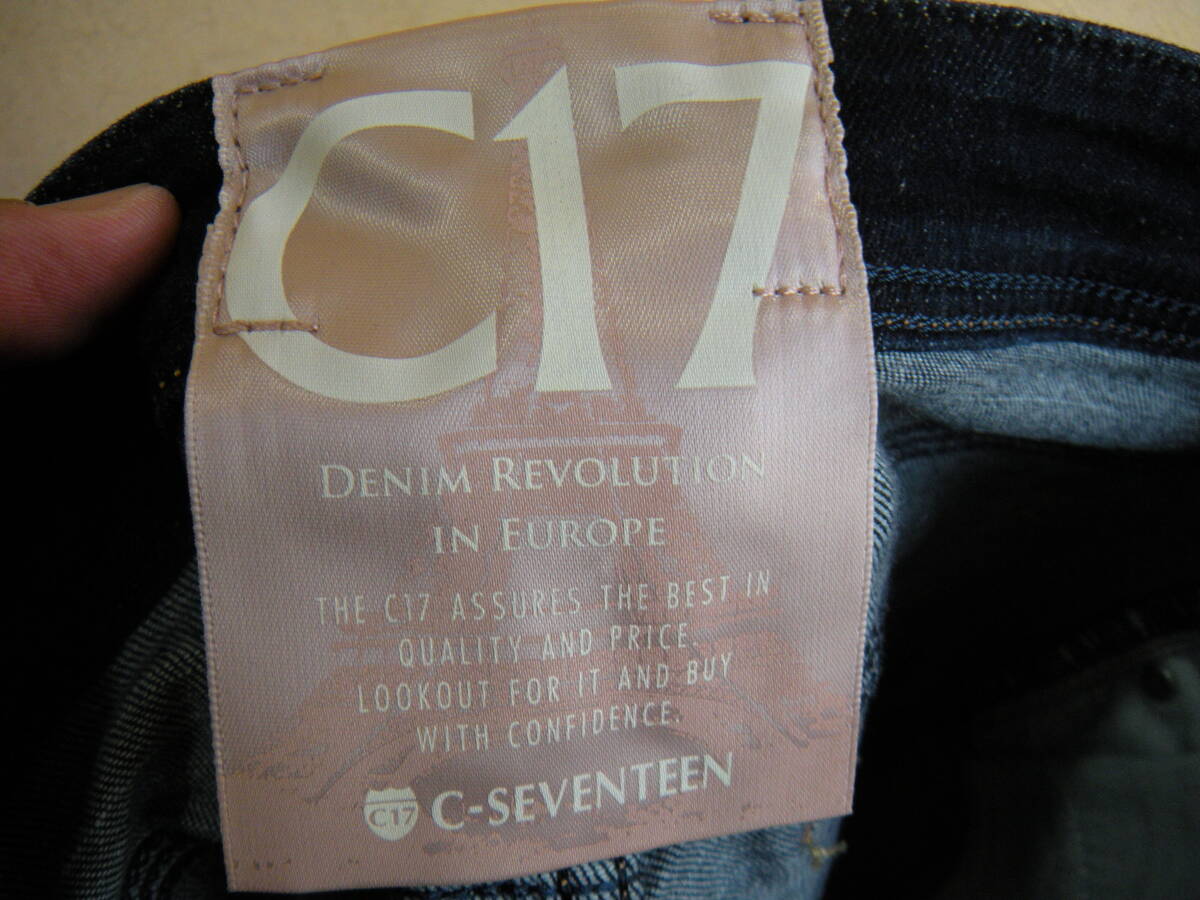 C17
DENIM REVOLUTION
IN EUROPE
THE C17 ASSURES THE BEST IN
QUALITY AND PRICE.
LOOKOUT FOR IT AND BUY
WITH CONFIDENCE.
C17 C-SEVENTEEN